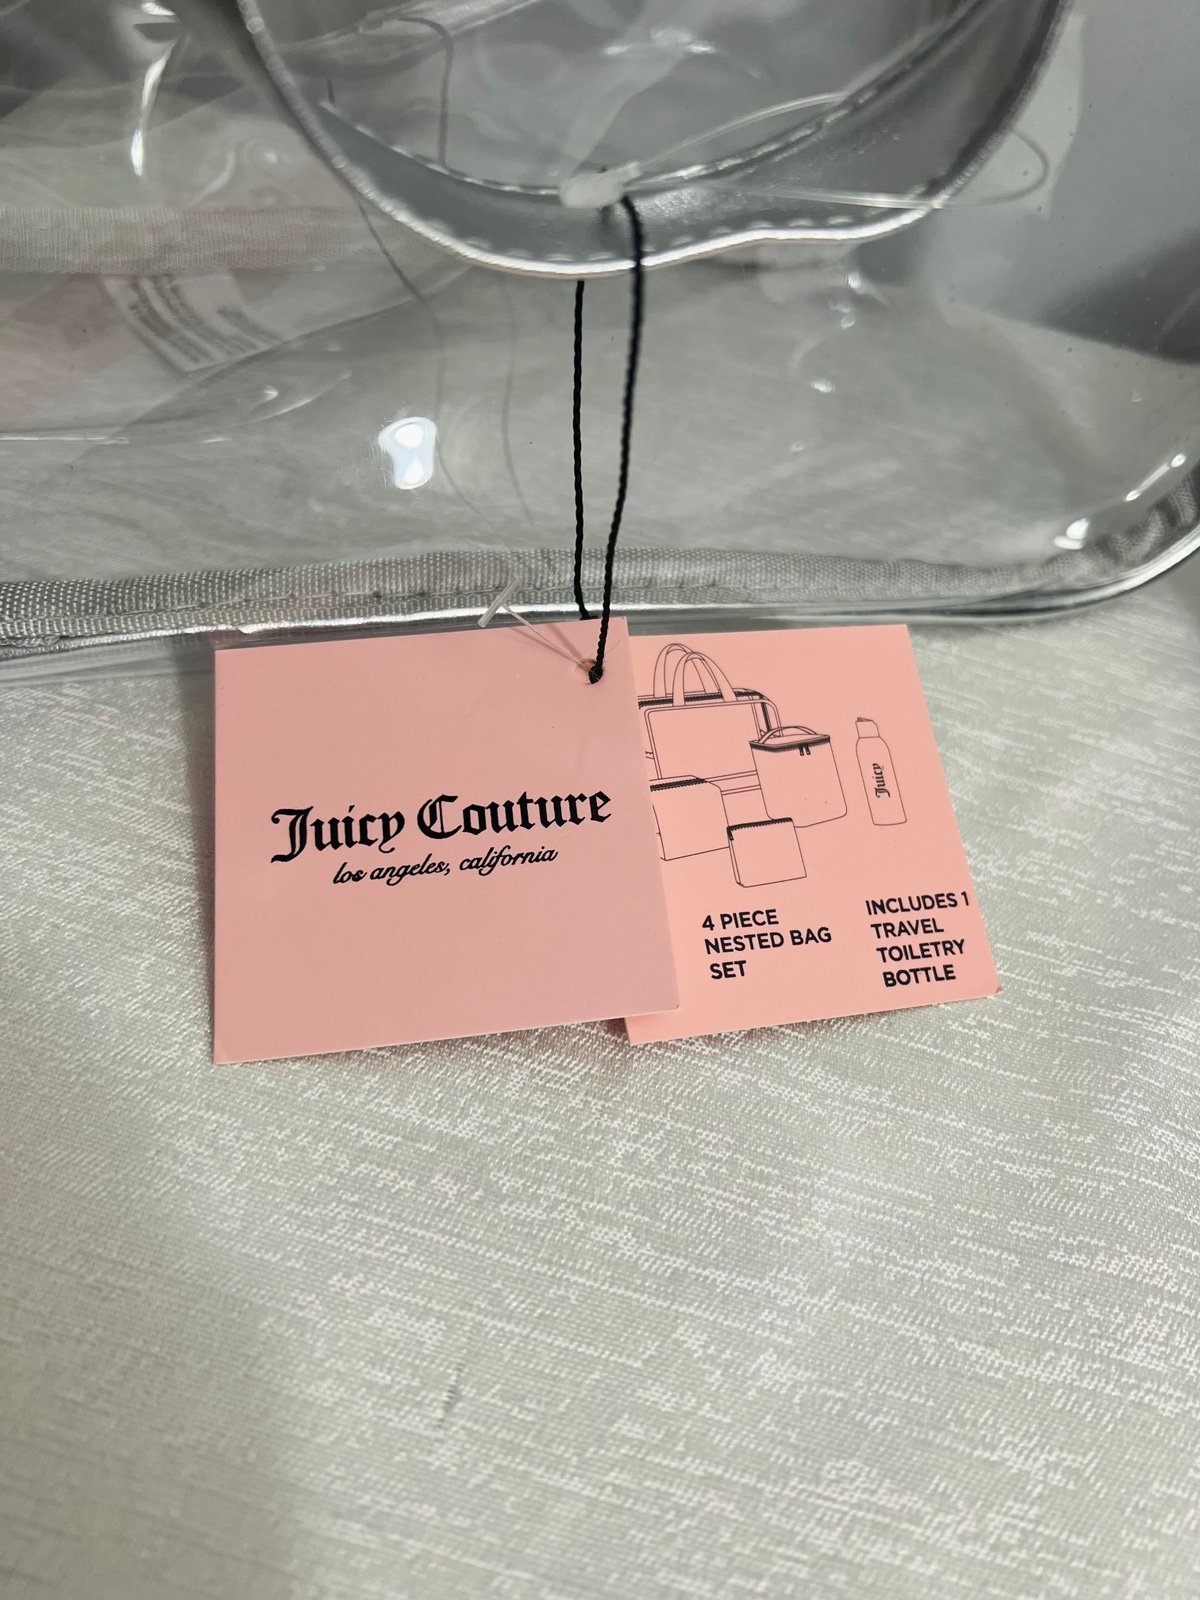 Juicy Couture
los angeles, california
Juicy
4 PIECE
NESTED BAG
SET
INCLUDES 1
TRAVEL
TOILETRY
BOTTLE